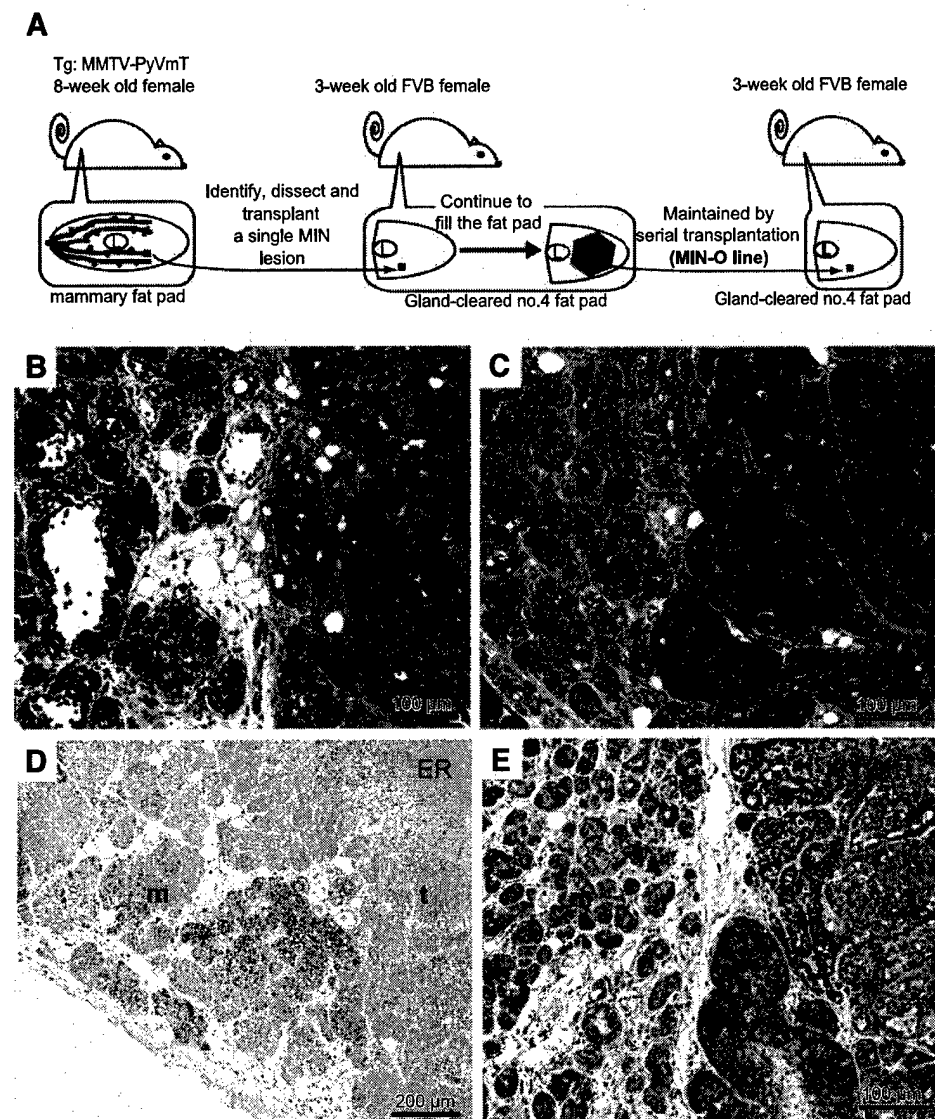 A
Tg: MMTV-PyVmT
8-week old female
3-week old FVB female
3-week old FVB female
Identify, dissect and
transplant
a single MIN
lesion
Continue to
fill the fat pad
Maintained by
serial transplantation
(MIN-O line)
mammary fat pad
Gland-cleared no.4 fat pad
Gland-cleared no.4 fat pad
B
100 µm
C
100 µm
D
ER
m
t
200 µm
E
100 µm